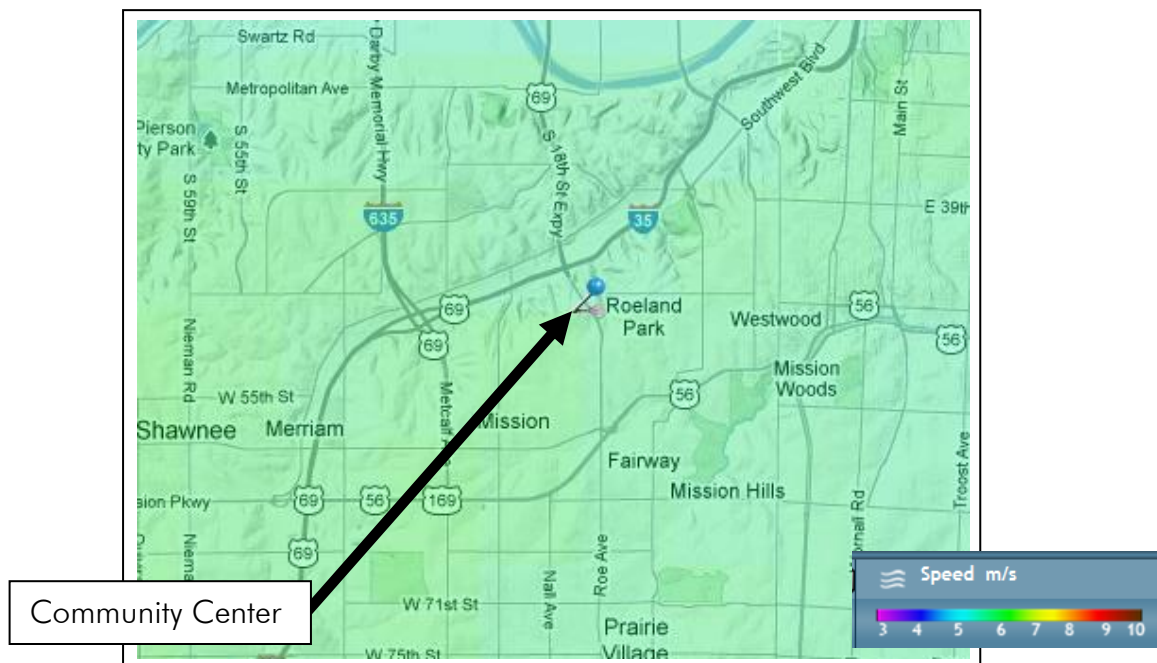 Swartz Rd
Darby Memorial Hwy
Metropolitan Ave
69
Southwest Blvd
Main St
Pierson
ty Park
S 55th St
S 59th St
S 18th St Expy
635
35
E 39th
69
Roeland
Park
56
Westwood
56
69
Nieman Rd
Mission
Woods
56
W 55th St
Metcalf Ave
Shawnee
Merriam
Mission
Fairway
Mission Hills
Troost Ave
sion Pkwy
69
56
169
69
Niema
Nall Ave
Roe Ave
ornall Rd
Speed m/s
3 4 5 6 7 8 9 10
Community Center
W 71st St
Prairie
Village
W 75th St